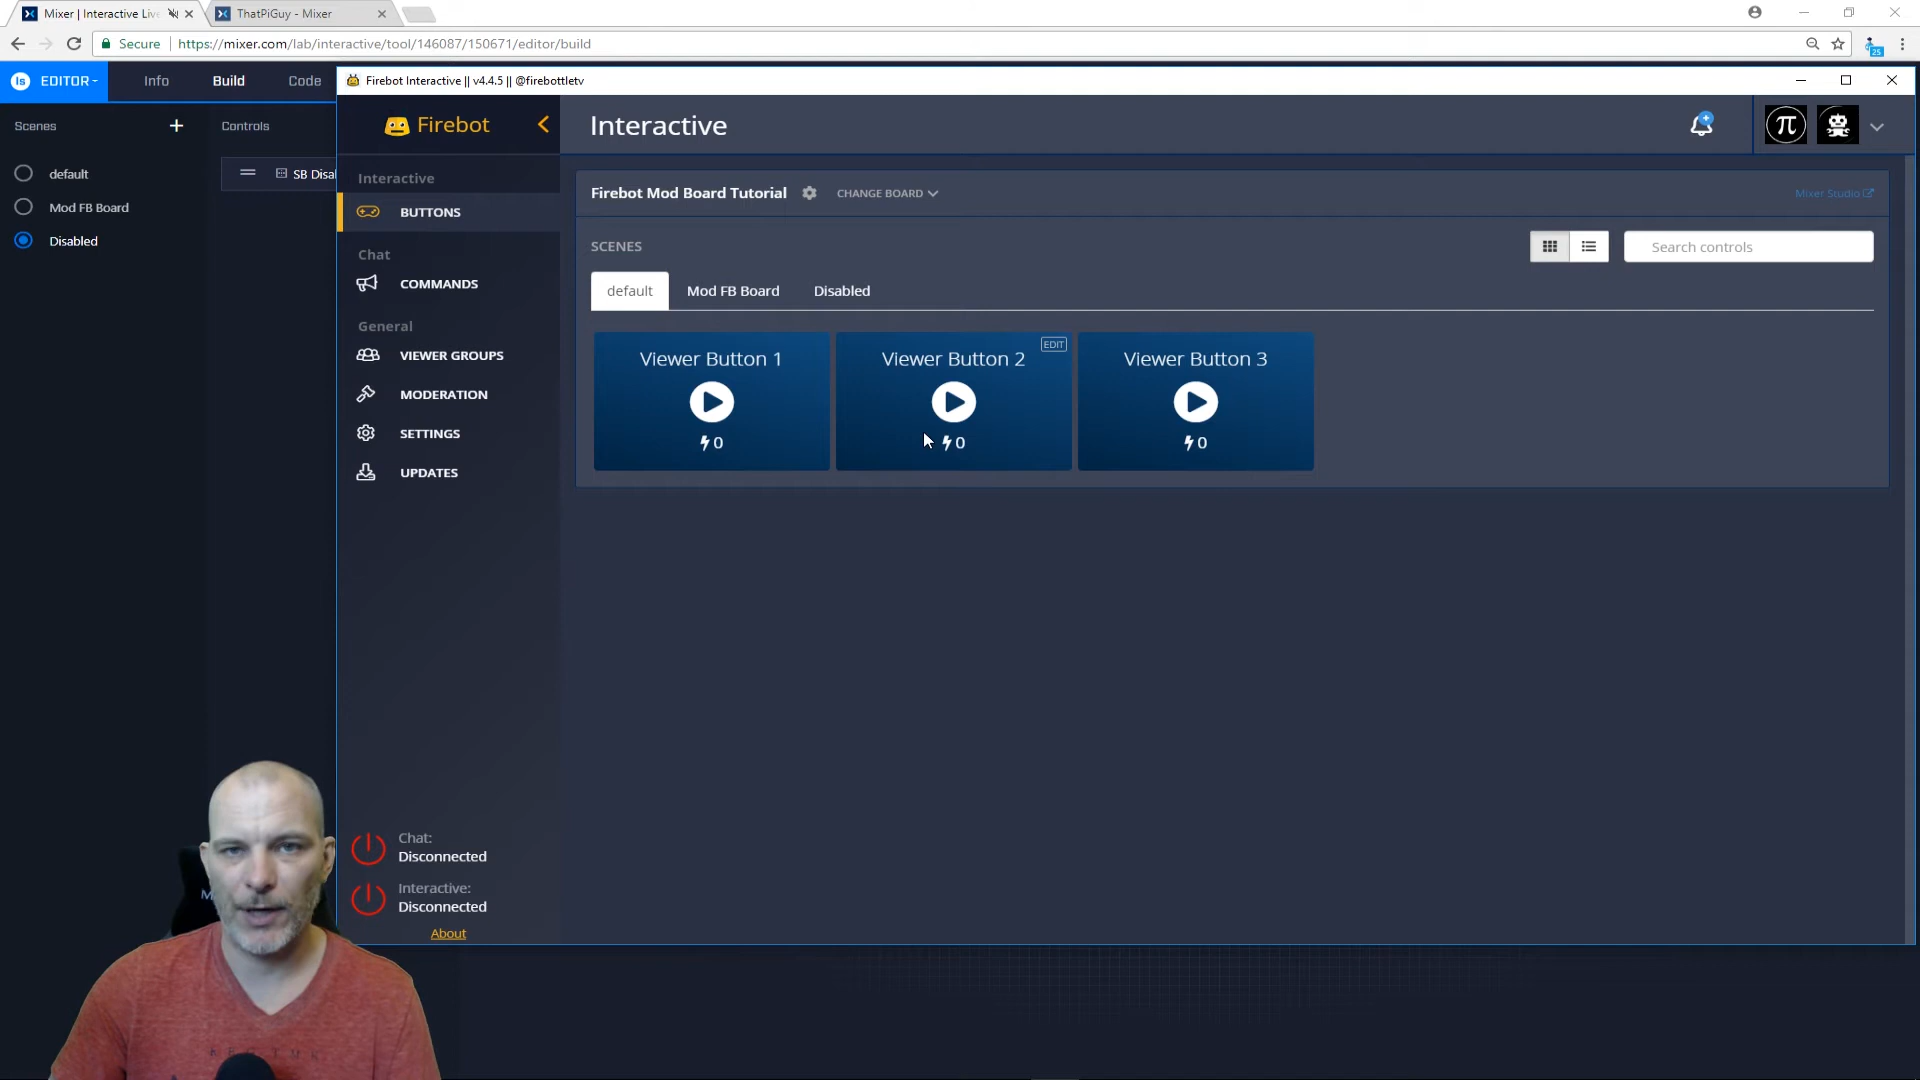 Mixer | Interactive Liv
ThatPiGuy - Mixer
Secure
https://mixer.com/lab/interactive/tool/146087/150671/editor/build
25
EDITOR
Info
Build
Code
Firebot Interactive || v4.4.5 || @firebottletv
Scenes
Controls
default
Mod FB Board
Disabled
SB Disa
Firebot
Interactive
Interactive
BUTTONS
Chat
COMMANDS
General
VIEWER GROUPS
MODERATION
SETTINGS
UPDATES
Firebot Mod Board Tutorial
CHANGE BOARD
Mixer Studio
SCENES
Search controls
default
Mod FB Board
Disabled
Viewer Button 1
0
Viewer Button 2
EDIT
0
Viewer Button 3
0
Chat:
Disconnected
Interactive:
Disconnected
About